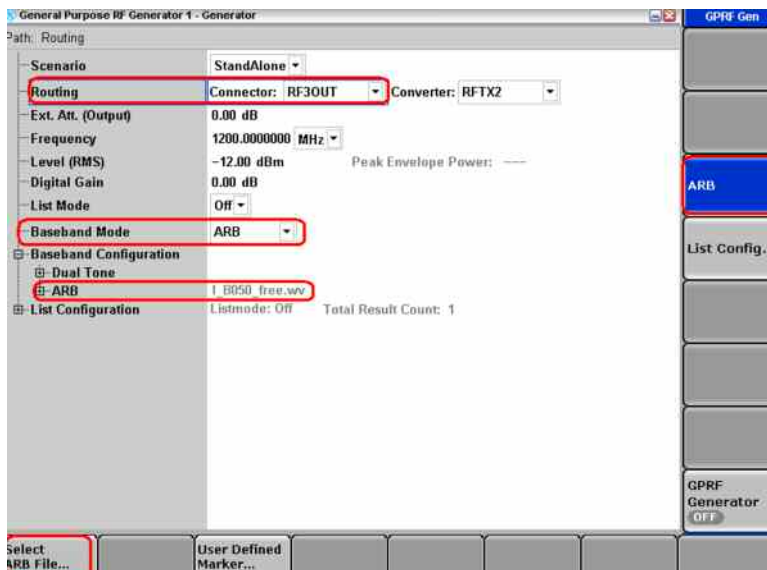 General Purpose RF Generator 1 - Generator
GPRF Gen
Path: Routing
Scenario StandAlone
Routing Connector: RF3OUT Converter: RFTX2
Ext. Att. (Output) 0.00 dB
Frequency 1200.0000000 MHz
Level (RMS) -12.00 dBm Peak Envelope Power: ---
Digital Gain 0.00 dB
List Mode Off
Baseband Mode ARB
Baseband Configuration
Dual Tone
ARB I_B050_free.wv
List Configuration Listmode: Off Total Result Count: 1
ARB
List Config.
GPRF
Generator
OFF
Select
ARB File...
User Defined
Marker...